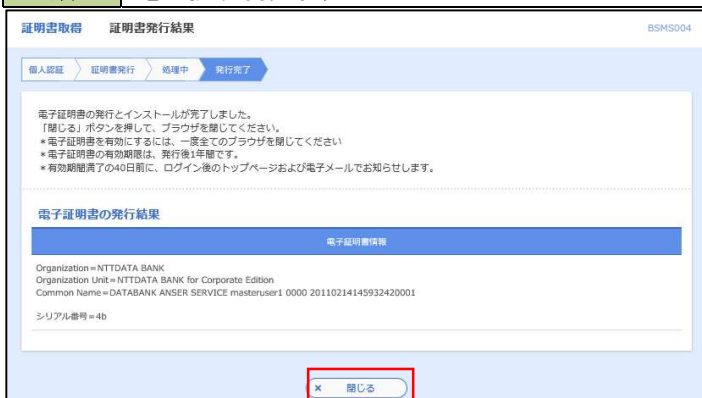 証明書取得 証明書発行結果 BSMS004
個人認証 証明書発行 処理中 発行完了
電子証明書の発行とインストールが完了しました。
「閉じる」ボタンを押して、ブラウザを閉じてください。
*電子証明書を有効にするには、一度全てのブラウザを閉じてください
*電子証明書の有効期限は、発行後1年間です。
*有効期間満了の40日前に、ログイン後のトップページおよび電子メールでお知らせします。
電子証明書の発行結果
電子証明書情報
Organization=NTTDATA BANK
Organization Unit=NTTDATA BANK for Corporate Edition
Common Name=DATABANK ANSER SERVICE masteruser1 0000 20110214145932420001
シリアル番号=4b
× 閉じる